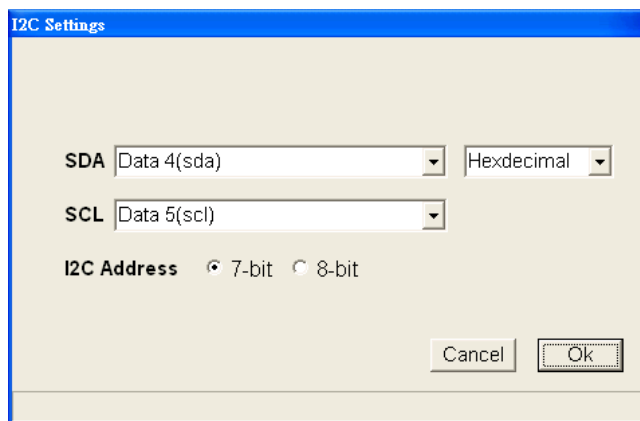 I2C Settings
SDA Data 4(sda) Hexdecimal
SCL Data 5(scl)
I2C Address 7-bit 8-bit
Cancel Ok